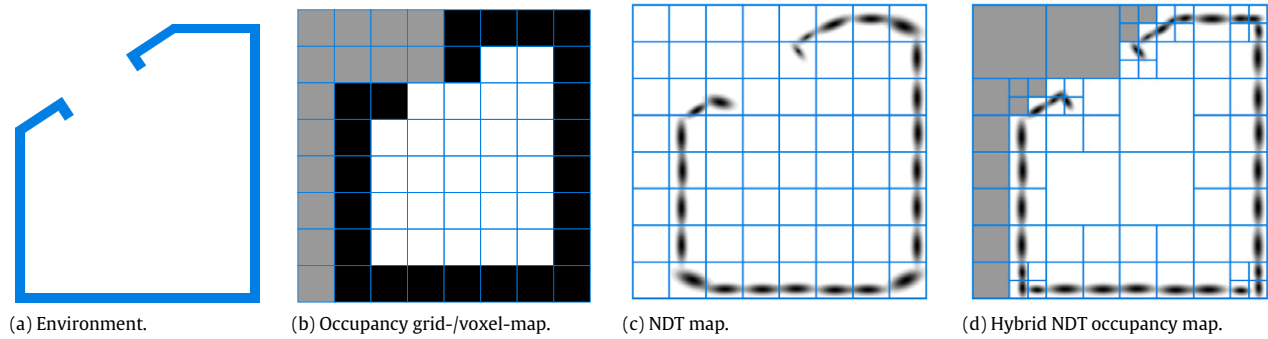 (a) Environment.
(b) Occupancy grid-/voxel-map.
(c) NDT map.
(d) Hybrid NDT occupancy map.